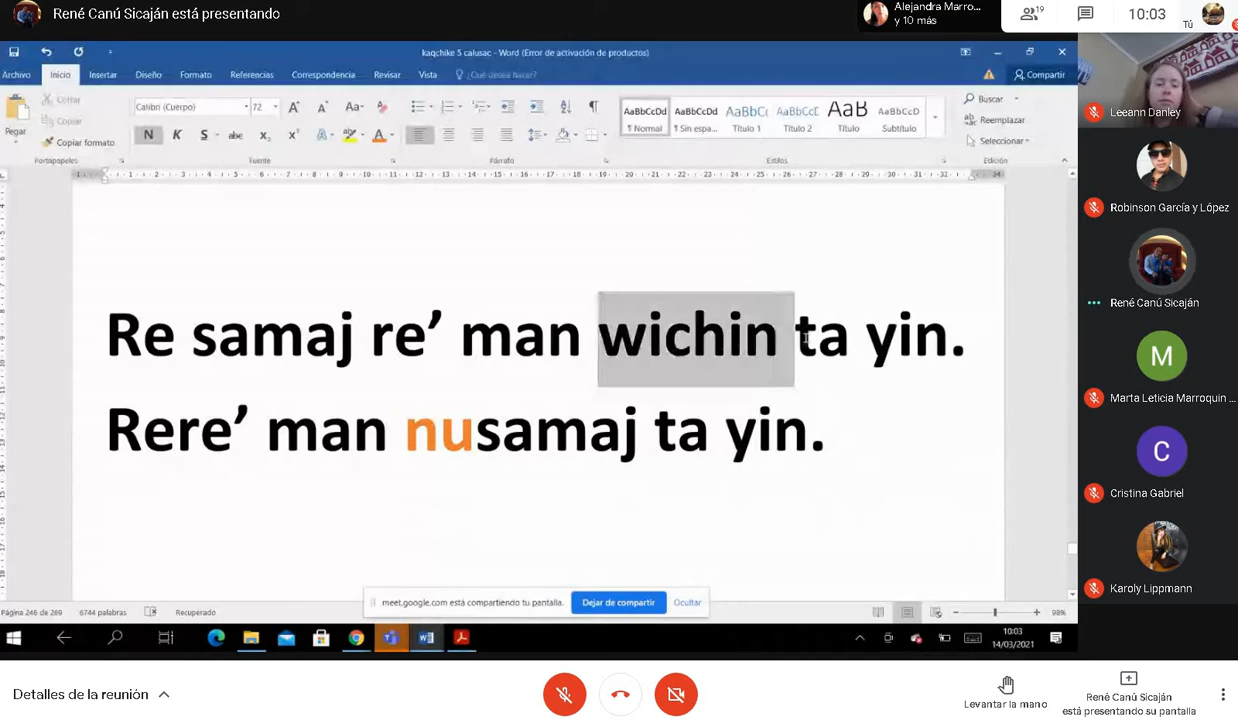 René Canú Sicaján está presentando
Alejandra Marro...
y 10 más
19
10:03
Tú
kaqchike 5 calusac - Word (Error de activación de productos)
Archivo Inicio Insertar Diseño Formato Referencias Correspondencia Revisar Vista ¿Qué desea hacer? Compartir
Pegar
Cortar
Copiar
Copiar formato
Portapapeles
Calibri (Cuerpo) 72
N K S abc x₂ x²
Fuente
Párrafo
AaBbCcDd AaBbCcDd AaBbCc AaBbCcE AaB AaBbCcD
¶ Normal ¶ Sin espa... Título 1 Título 2 Título Subtítulo
Estilos
Buscar
Reemplazar
Seleccionar
Edición
Re samaj re’ man wichin ta yin.
Rere’ man nusamaj ta yin.
meet.google.com está compartiendo tu pantalla. Dejar de compartir Ocultar
Página 246 de 269 6744 palabras Recuperado 98%
10:03
14/03/2021
Leeann Danley
Robinson García y López
René Canú Sicaján
M
Marta Leticia Marroquin ...
C
Cristina Gabriel
Karoly Lippmann
Detalles de la reunión
Levantar la mano
René Canú Sicaján
está presentando su pantalla